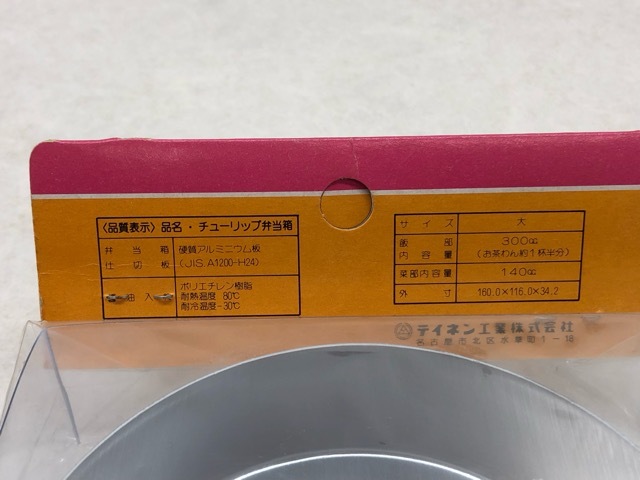 〈品質表示〉品名・チューリップ弁当箱
弁当箱 硬質アルミニウム板
仕切板 (JIS.A1200-H24)
油入 ポリエチレン樹脂
耐熱温度 80℃
耐冷温度-30℃
サイズ 大
飯部内容量 300cc
(お茶わん約1杯半分)
菜部内容量 140cc
外寸 160.0×116.0×34.2
テイネン工業株式会社
名古屋市北区水草町1-18